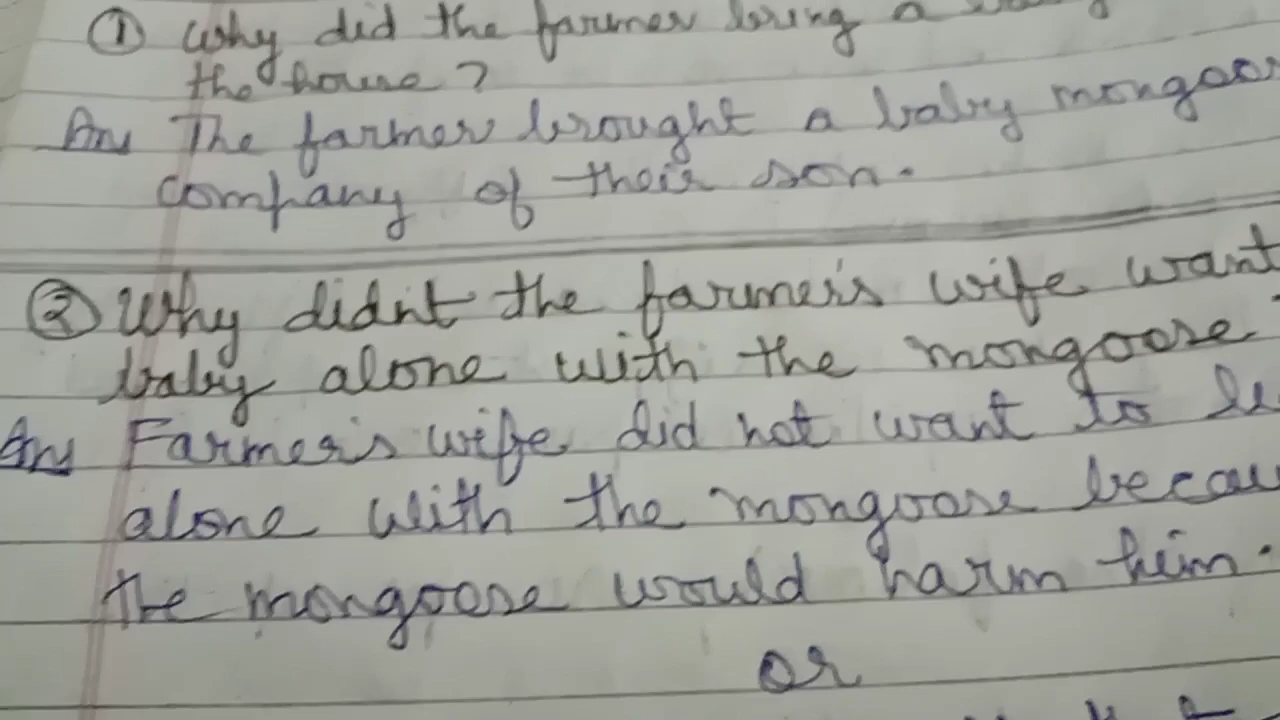 ① Why did the farmer bring a
the house?
Ans The farmer brought a baby
company of their son.
② Why didn't the farmer's wife want
baby alone with the mongoose
Ans Farmer's wife did not want to
alone with the mongoose
the mongoose would harm him.
or